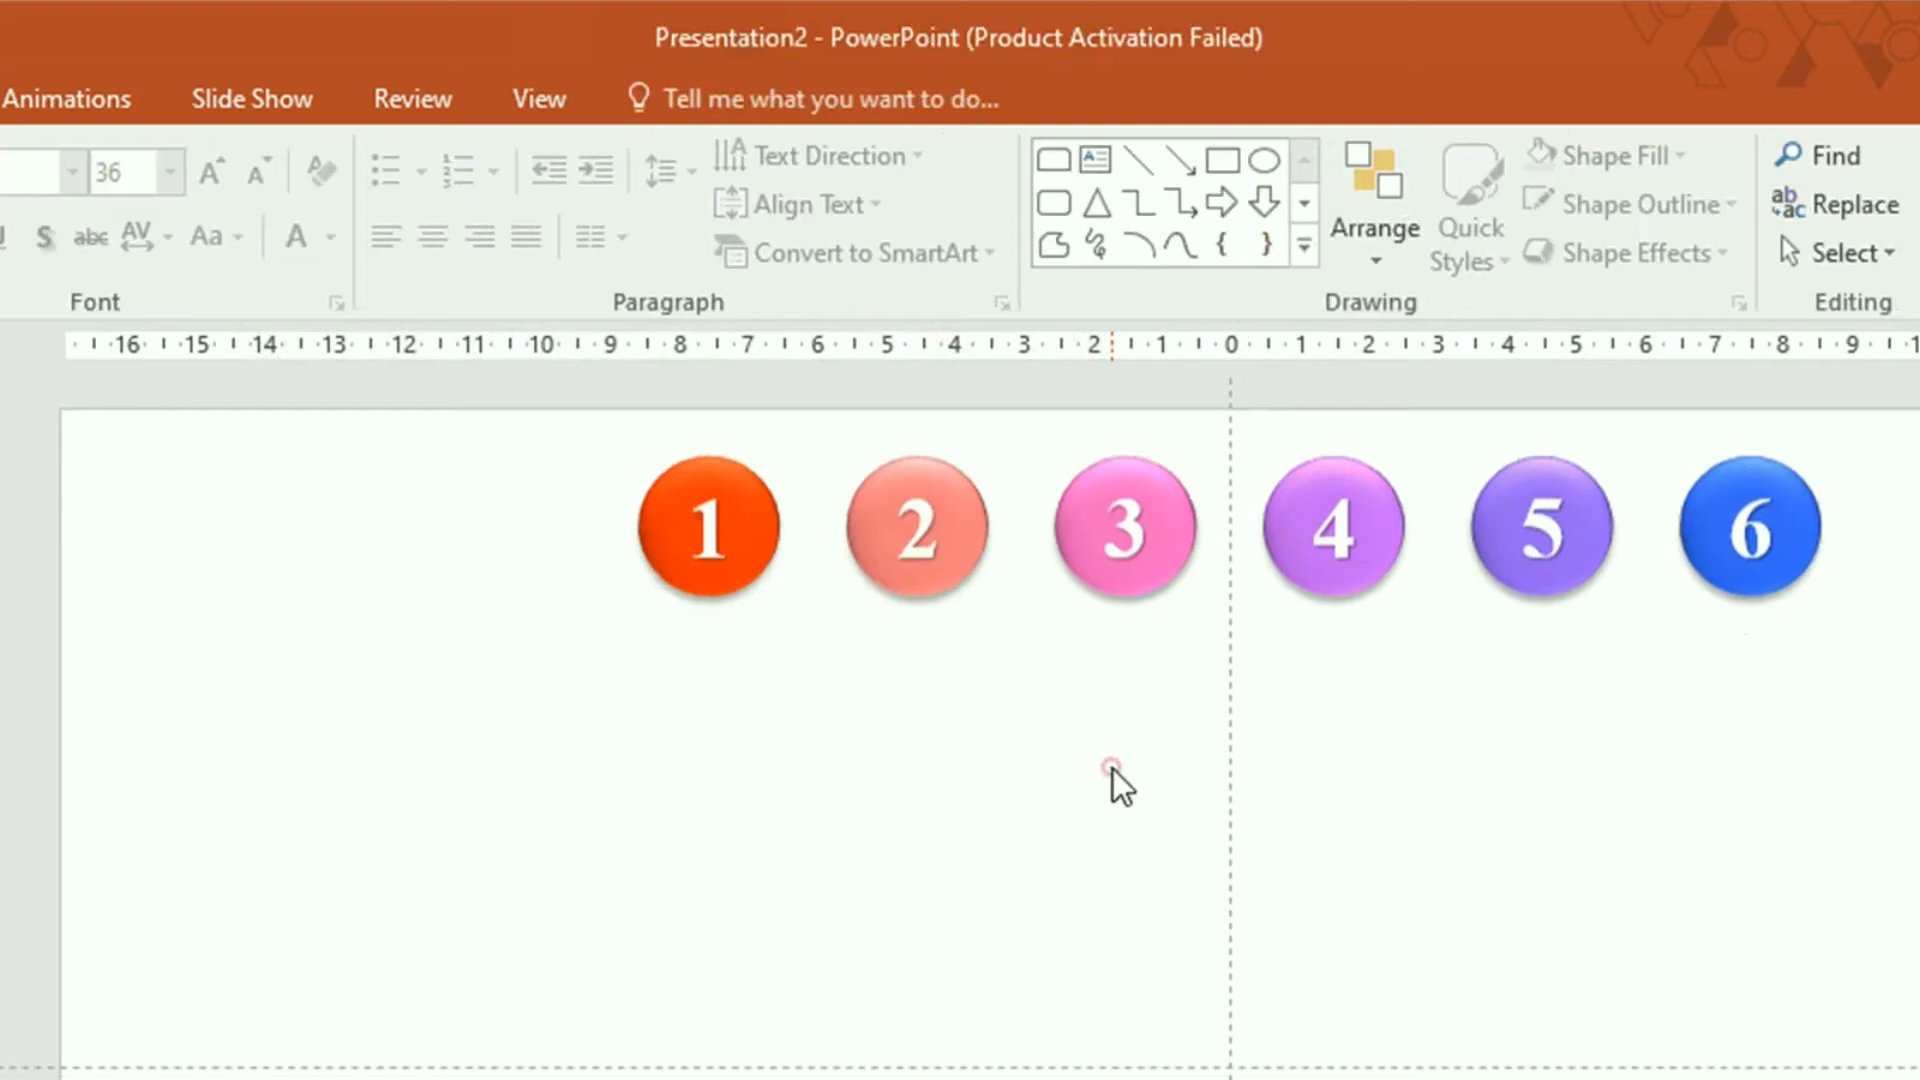 Presentation2 - PowerPoint (Product Activation Failed)
Animations Slide Show Review View Tell me what you want to do...
36 A A Text Direction Shape Fill Find
S abc AV Aa A Align Text Arrange Quick Styles Shape Outline Replace
Convert to SmartArt Shape Effects Select
Font Paragraph Drawing Editing
16 15 14 13 12 11 10 9 8 7 6 5 4 3 2 1 0 1 2 3 4 5 6 7 8 9
1 2 3 4 5 6